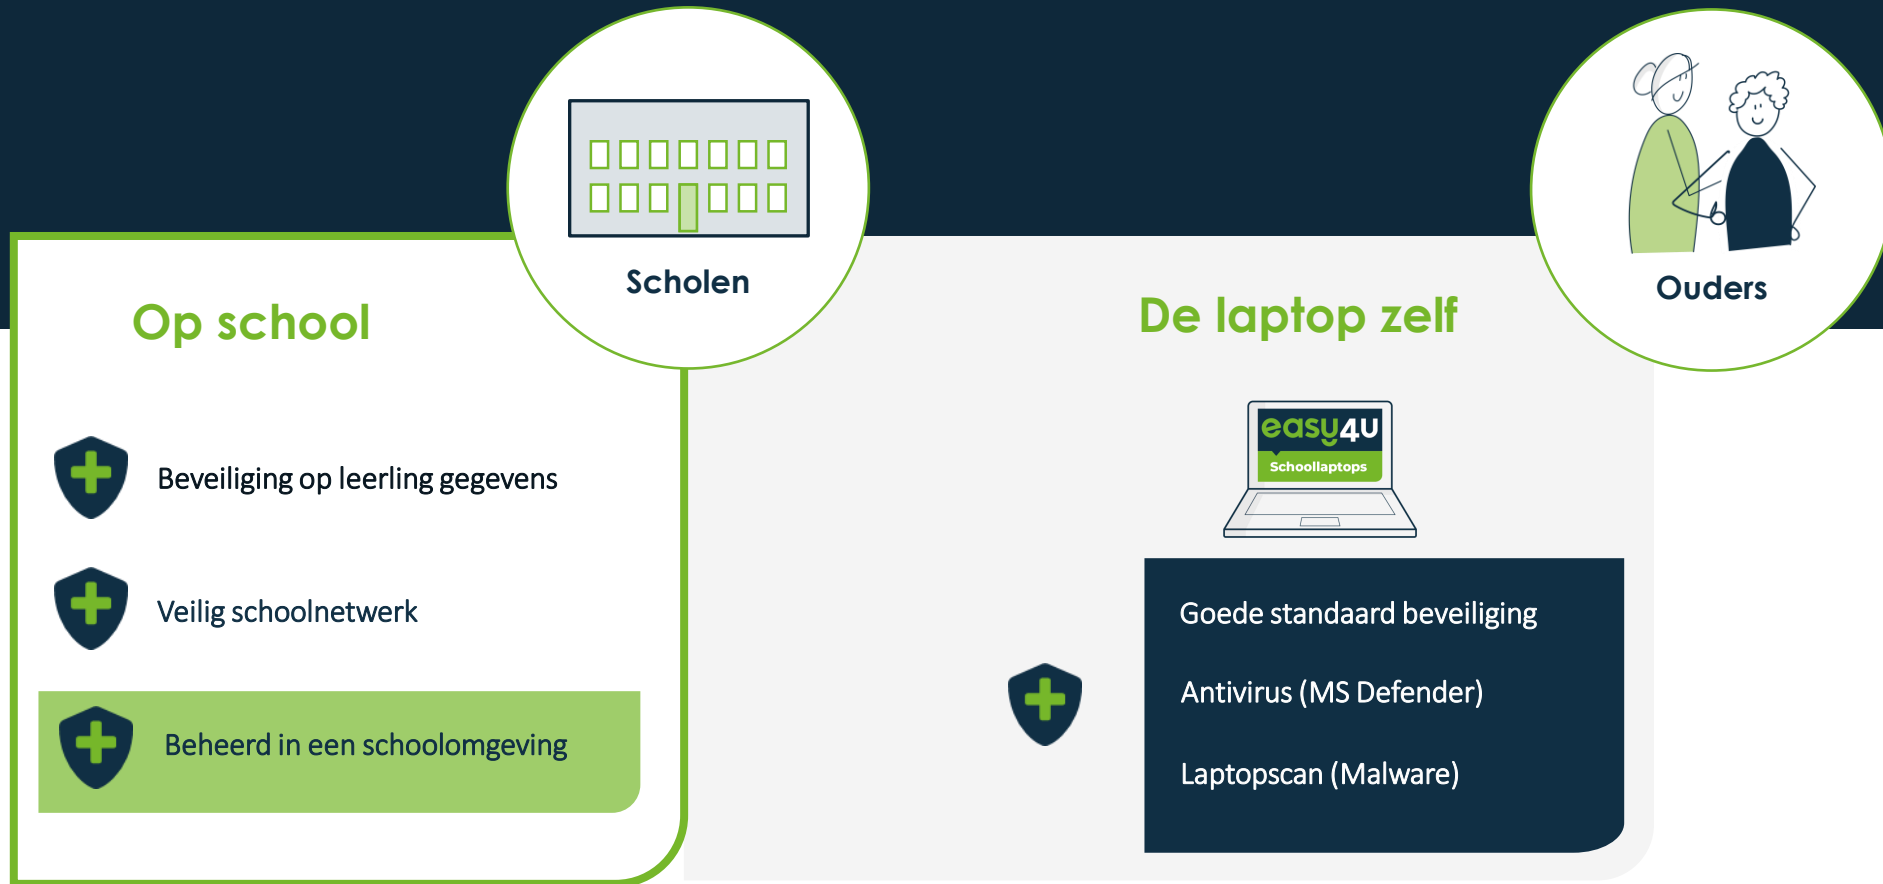 Scholen
Ouders
Op school
Beveiliging op leerling gegevens
Veilig schoolnetwerk
Beheerd in een schoolomgeving
De laptop zelf
easy4u
Schoollaptops
Goede standaard beveiliging
Antivirus (MS Defender)
Laptopscan (Malware)